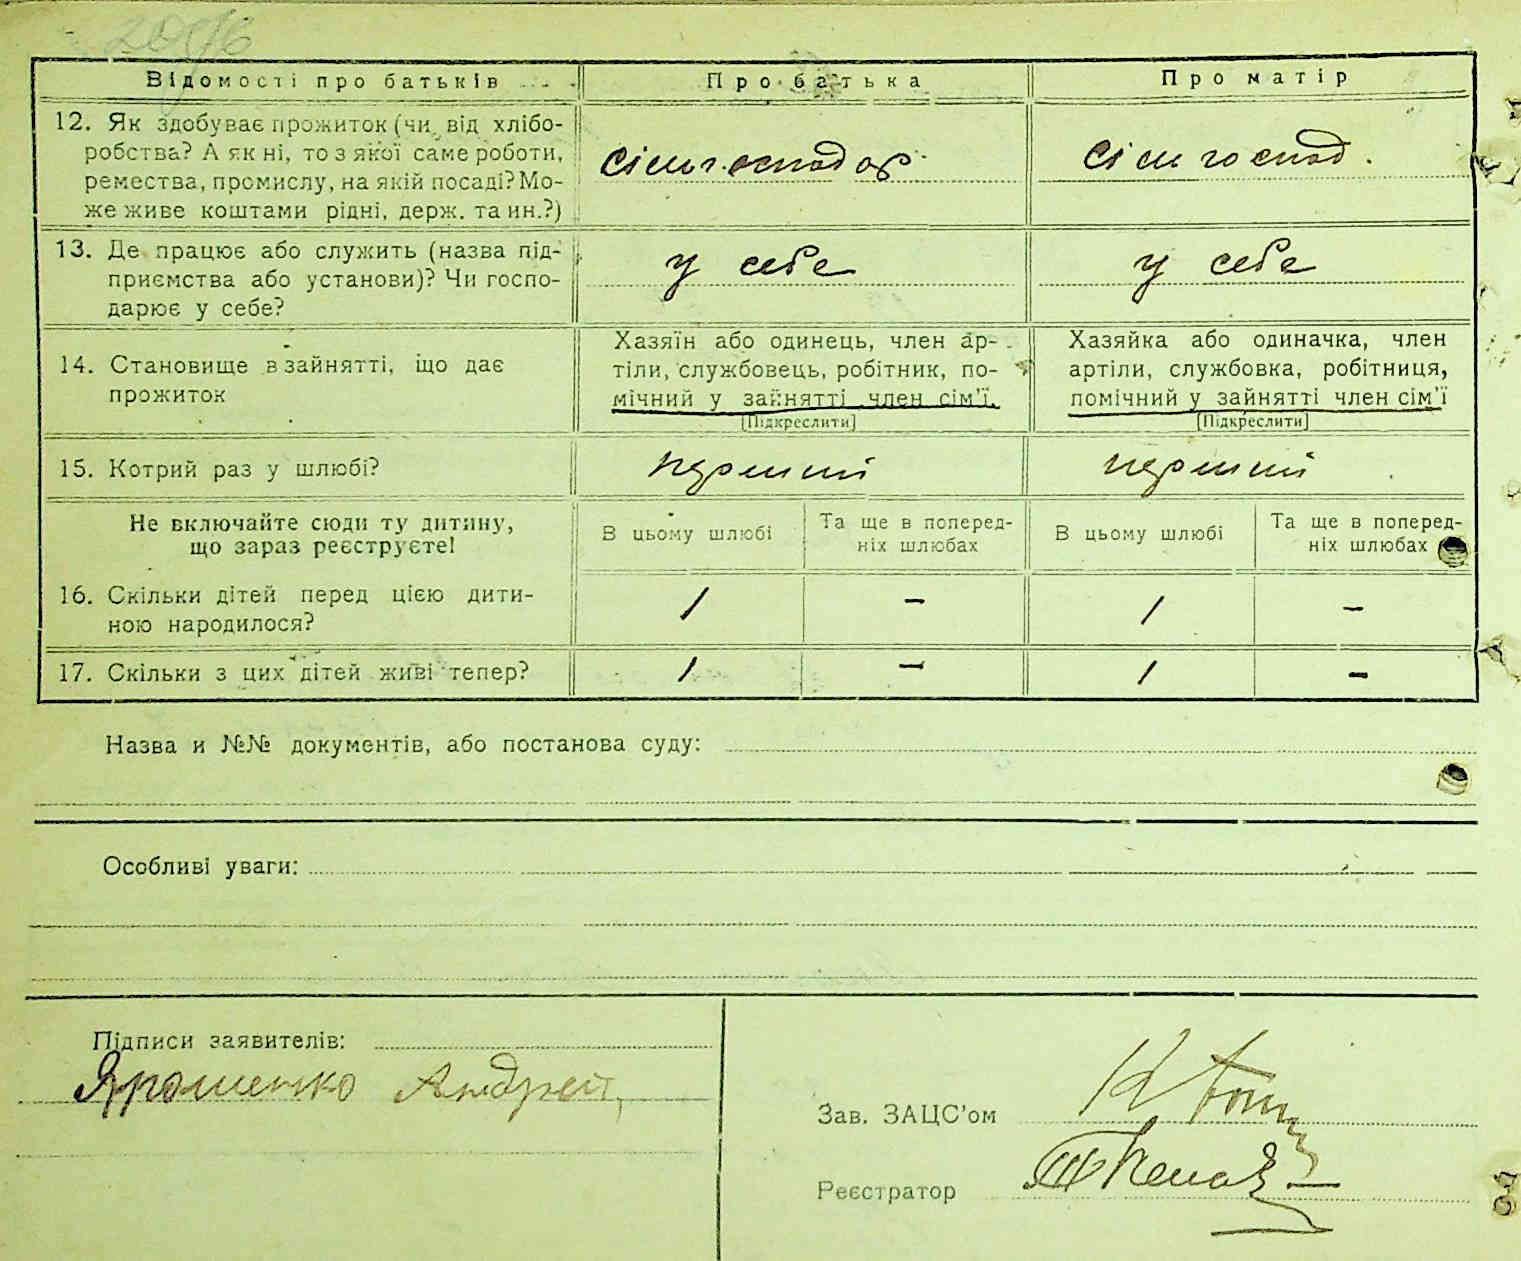 2096
Відомості про батьків
Про батька
Про матір
12. Як здобуває прожиток (чи від хлібо-
робства? А як ні, то з якої саме роботи,
ремества, промислу, на якій посаді? Мо-
же живе коштами рідні, держ. та ин.?)
сільгосподар
сільгоспод.
13. Де працює або служить (назва під-
приємства або установи)? Чи госпо-
дарює у себе?
у себе
у себе
14. Становище в зайнятті, що дає
прожиток
Хазяїн або одинець, член ар-
тіли, службовець, робітник, по-
мічний у зайнятті член сім'ї.
[Підкреслити]
Хазяйка або одиначка, член
артіли, службовка, робітниця,
помічний у зайнятті член сім'ї
[Підкреслити]
15. Котрий раз у шлюбі?
перший
перший
Не включайте сюди ту дитину,
що зараз реєструєте!
В цьому шлюбі
Та ще в поперед-
ніх шлюбах
В цьому шлюбі
Та ще в поперед-
ніх шлюбах
16. Скільки дітей перед цією дити-
ною народилося?
1 – 1 –
17. Скільки з цих дітей живі тепер?
1 – 1 –
Назва и №№ документів, або постанова суду:
Особливі уваги:
Підписи заявителів:
Ярошенко Андрей
Зав. ЗАЦС'ом
Реєстратор